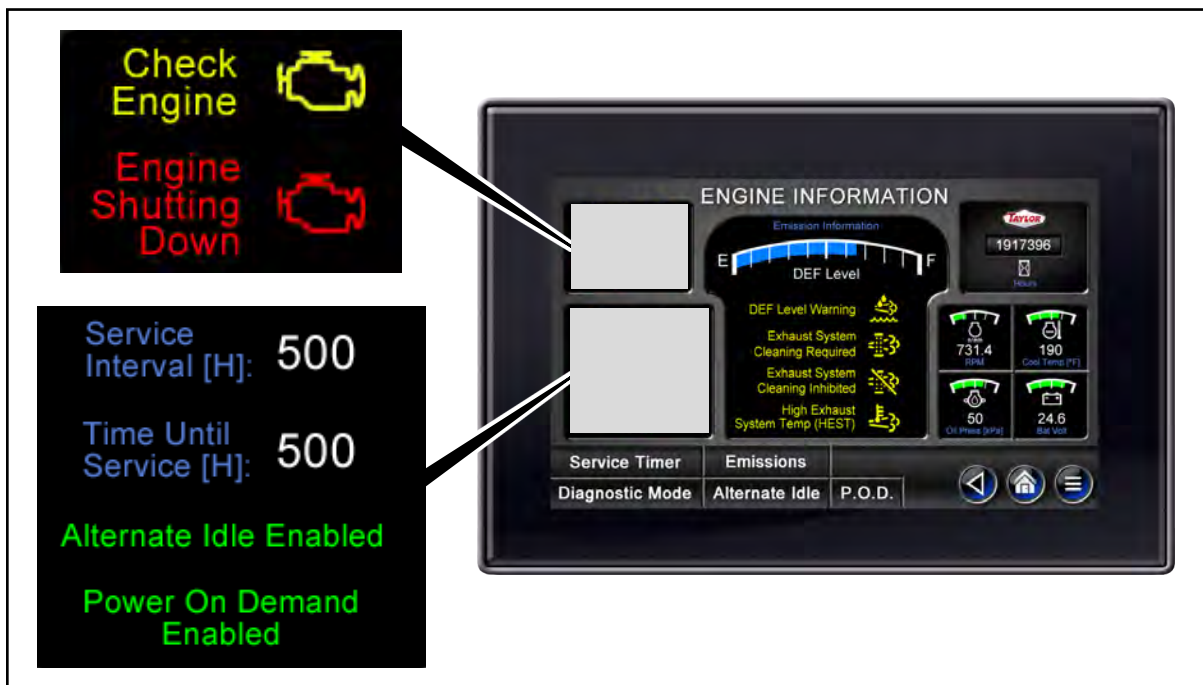 Check
Engine
Engine
Shutting
Down
Service
Interval [H]: 500
Time Until
Service [H]: 500
Alternate Idle Enabled
Power On Demand
Enabled
ENGINE INFORMATION
Emission Information
E F
DEF Level
DEF Level Warning
Exhaust System
Cleaning Required
Exhaust System
Cleaning Inhibited
High Exhaust
System Temp (HEST)
TAYLOR
1917396
Hours
731.4
RPM
190
Cool Temp [°F]
50
Oil Press [kPa]
24.6
Bat Volt
Service Timer Emissions
Diagnostic Mode Alternate Idle P.O.D.